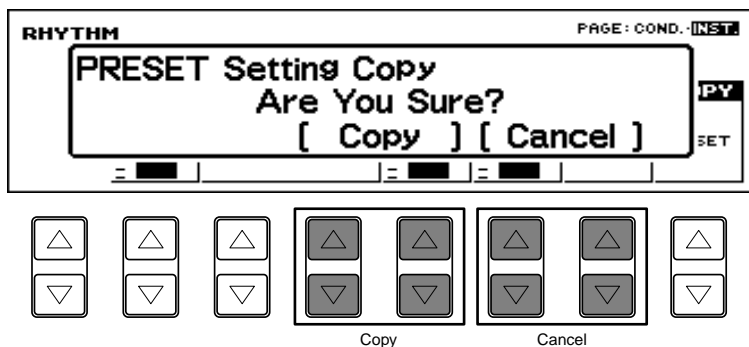 RHYTHM PAGE: COND. · INST.
PRESET Setting Copy
Are You Sure?
[ Copy ] [ Cancel ]
PY
SET
Copy Cancel